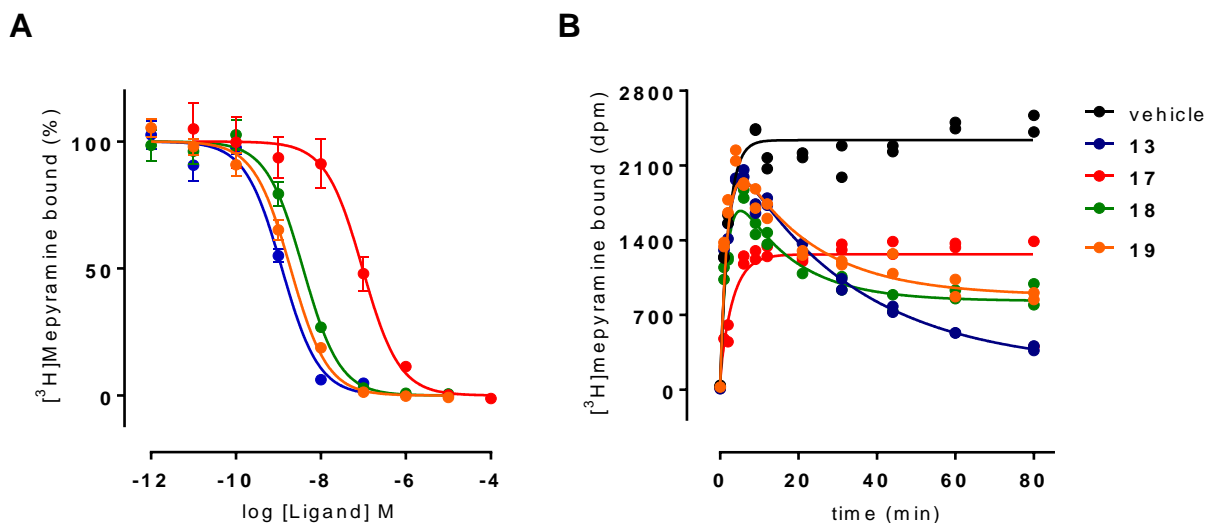 A
[³H]Mepyramine bound (%)
100
50
0
-12 -10 -8 -6 -4
log [Ligand] M
B
[³H]mepyramine bound (dpm)
2800
2100
1400
700
0
0 20 40 60 80
time (min)
vehicle
13
17
18
19